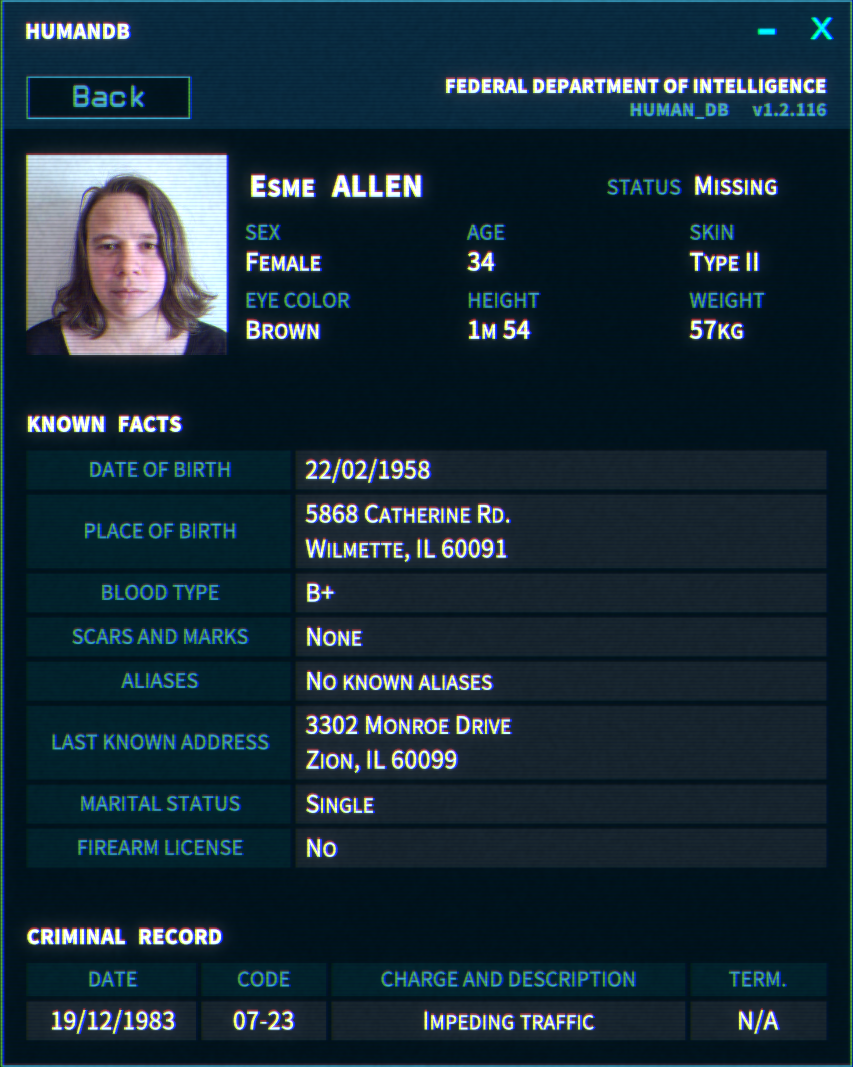 HUMANDB
Back
FEDERAL DEPARTMENT OF INTELLIGENCE
HUMAN_DB v1.2.116
Esme ALLEN
STATUS Missing
SEX AGE SKIN
Female 34 Type II
EYE COLOR HEIGHT WEIGHT
Brown 1m 54 57kg
KNOWN FACTS
DATE OF BIRTH 22/02/1958
PLACE OF BIRTH 5868 Catherine Rd.
Wilmette, IL 60091
BLOOD TYPE B+
SCARS AND MARKS None
ALIASES No known aliases
LAST KNOWN ADDRESS 3302 Monroe Drive
Zion, IL 60099
MARITAL STATUS Single
FIREARM LICENSE No
CRIMINAL RECORD
DATE CODE CHARGE AND DESCRIPTION TERM.
19/12/1983 07-23 Impeding traffic N/A